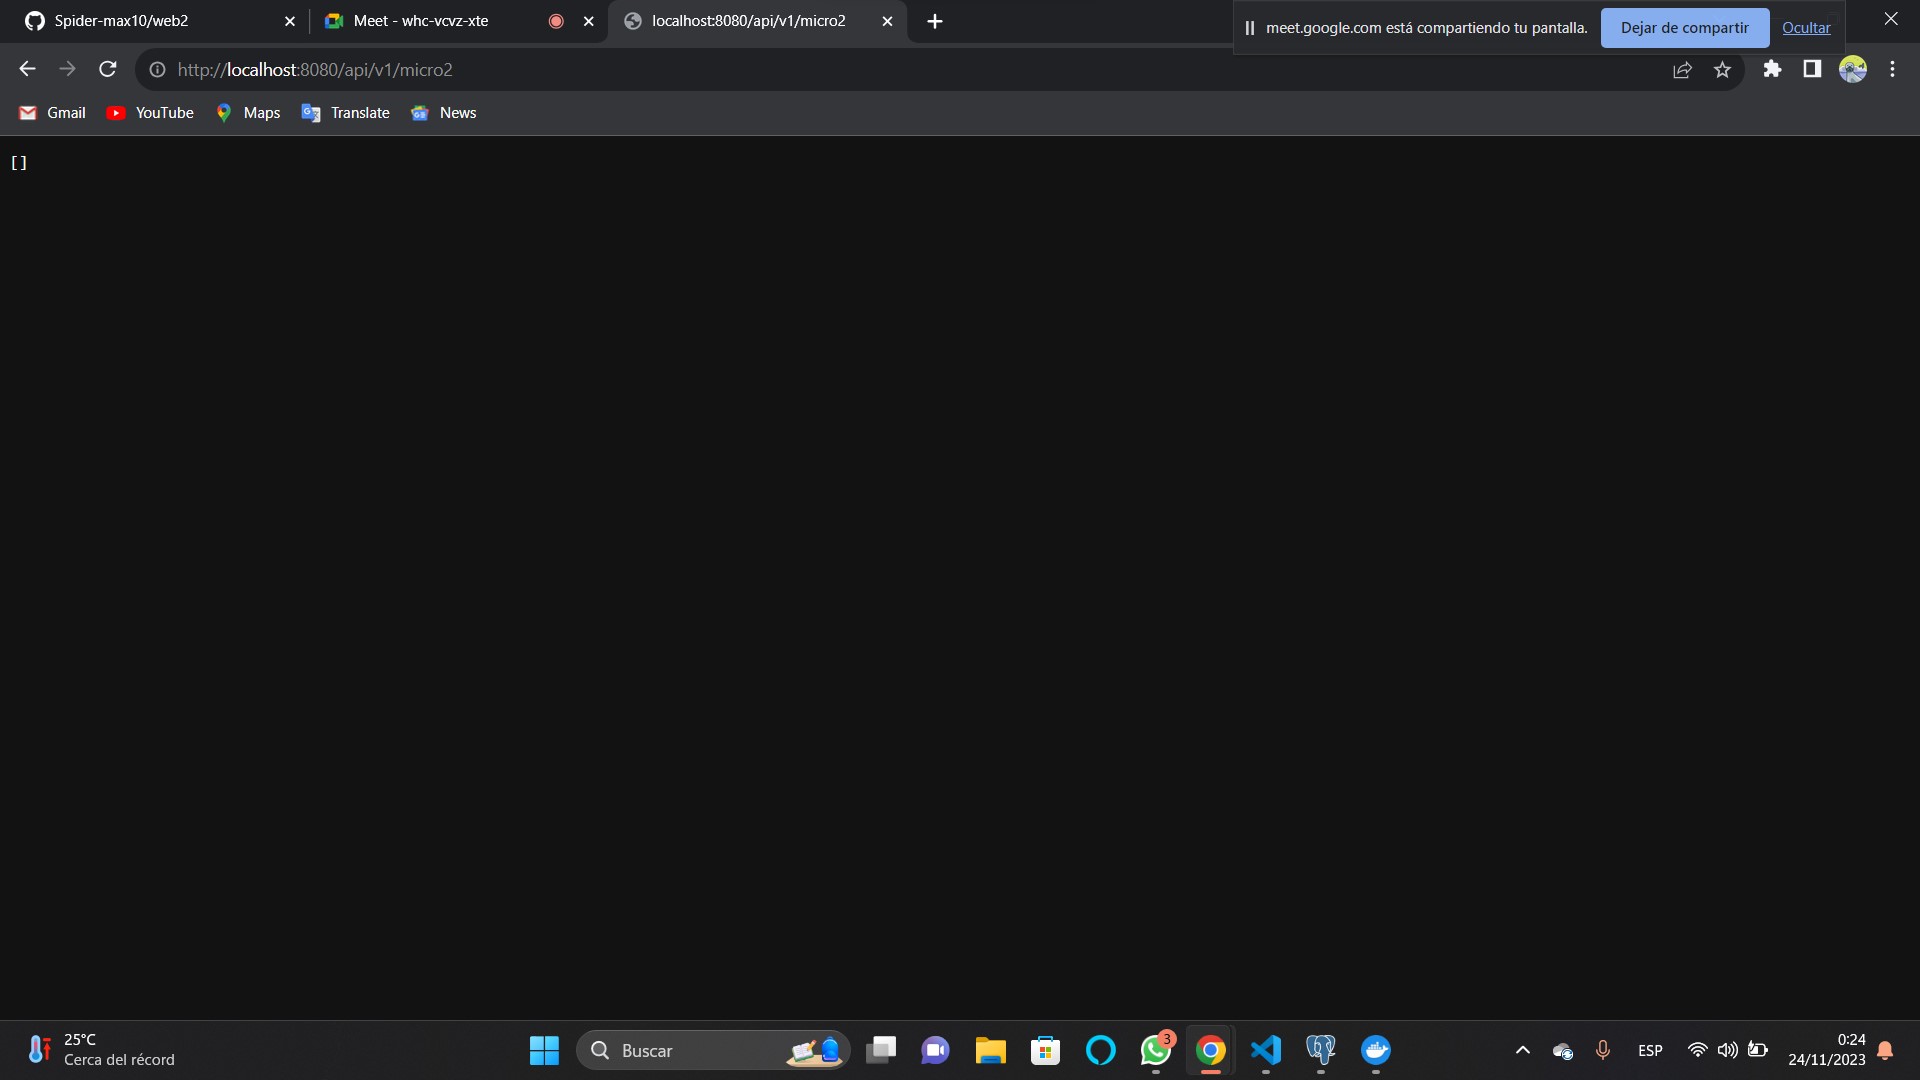 Spider-max10/web2
Meet - whc-vcvz-xte
localhost:8080/api/v1/micro2
meet.google.com está compartiendo tu pantalla.
Dejar de compartir
Ocultar
http://localhost:8080/api/v1/micro2
Gmail
YouTube
Maps
Translate
News
[]
25°C
Cerca del récord
Buscar
3
ESP
0:24
24/11/2023